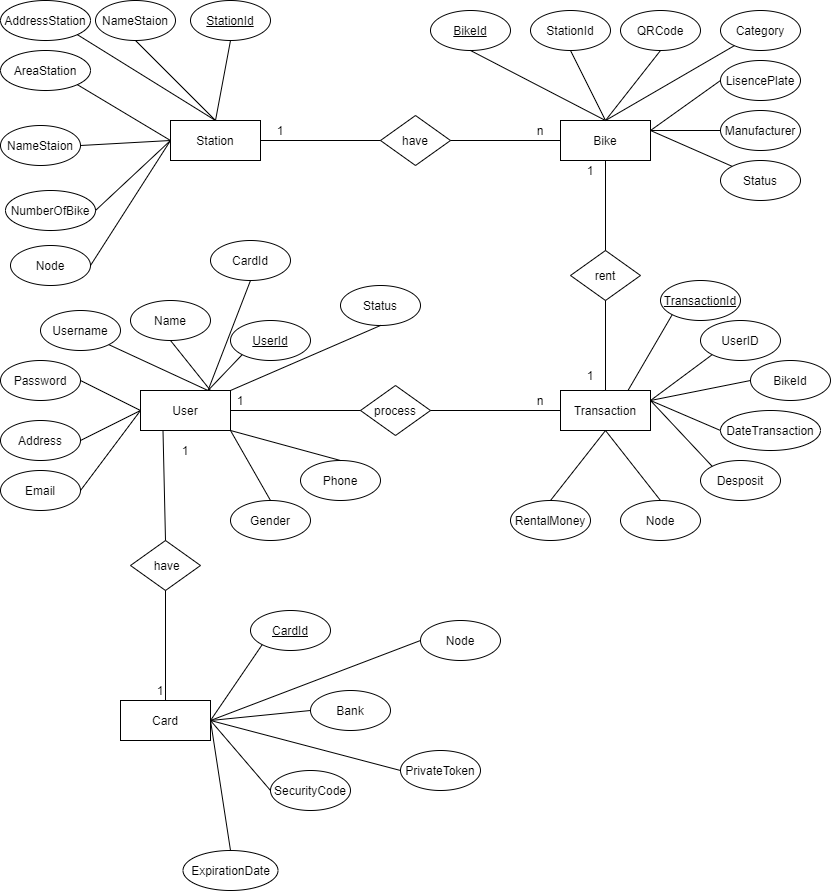 AddressStation
NameStaion
StationId
BikeId
StationId
QRCode
Category
AreaStation
LisencePlate
NameStaion
Station
1
have
n
Bike
Manufacturer
1
Status
NumberOfBike
Node
CardId
rent
Status
TransactionId
Username
Name
UserId
UserID
Password
1
BikeId
User
1
process
n
Transaction
Address
DateTransaction
1
Email
Phone
Desposit
Gender
RentalMoney
Node
have
CardId
Node
1
Card
Bank
PrivateToken
SecurityCode
ExpirationDate